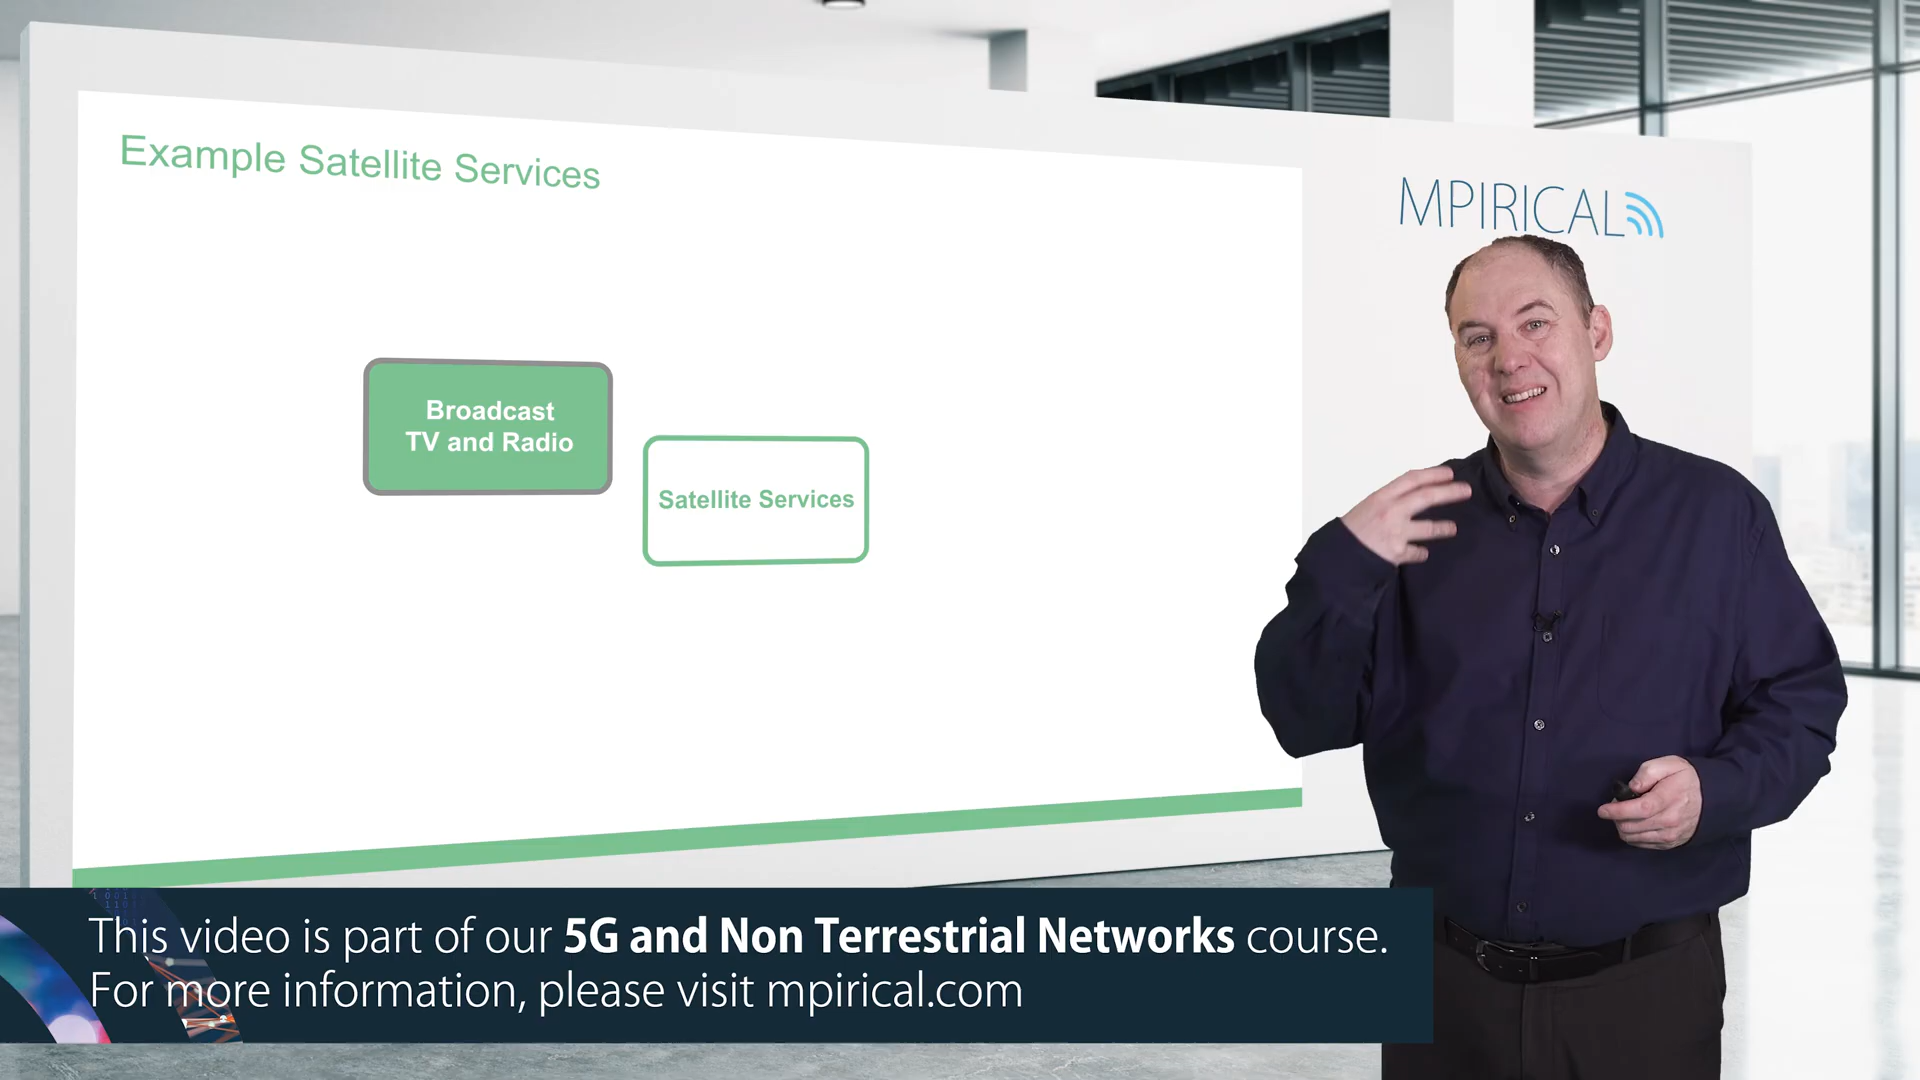 Example Satellite Services
MPIRICAL
Broadcast
TV and Radio
Satellite Services
This video is part of our 5G and Non Terrestrial Networks course.
For more information, please visit mpirical.com